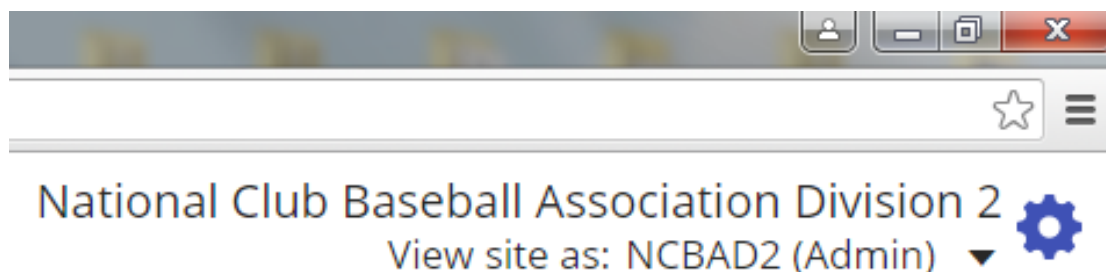 National Club Baseball Association Division 2
View site as: NCBAD2 (Admin)